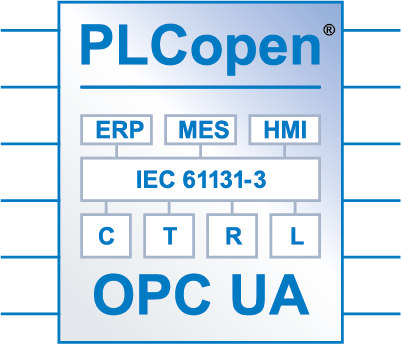 PLCopen®
ERP MES HMI
IEC 61131-3
C T R L
OPC UA